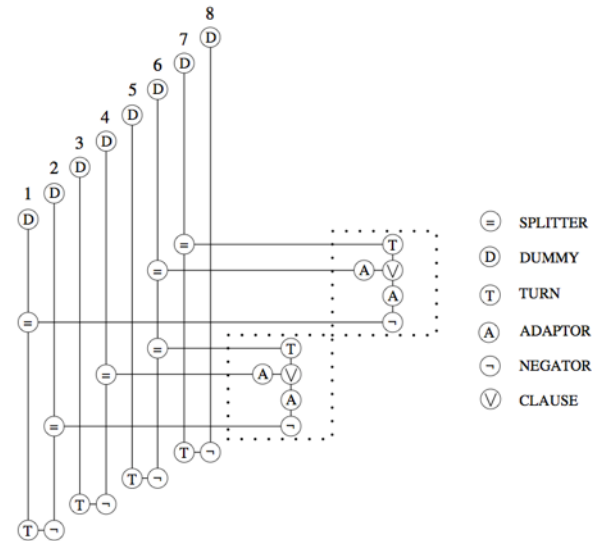 8
D
7
D
6
D
5
D
4
D
3
D
2
D
1
D
= T
= SPLITTER
D DUMMY
= A V
T TURN
A
= ¬
A ADAPTOR
= T
¬ NEGATOR
= A V
V CLAUSE
A
= ¬
T ¬
T ¬
T ¬
T ¬